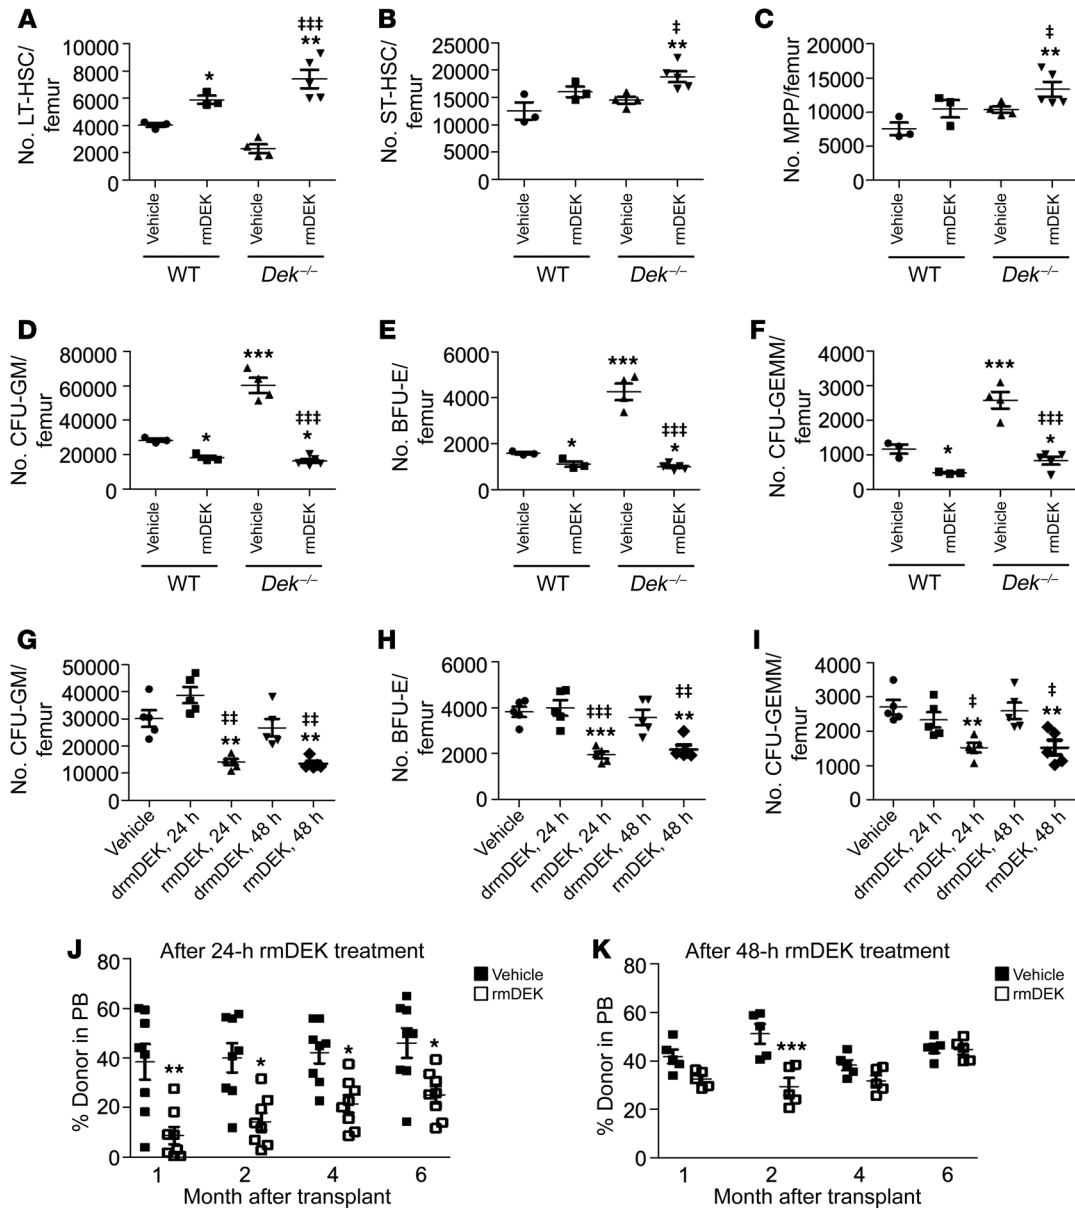 A
No. LT-HSC/
femur
10000
8000
6000
4000
2000
0
*
‡‡‡
**
Vehicle
rmDEK
Vehicle
rmDEK
WT
Dek–/–
B
No. ST-HSC/
femur
25000
20000
15000
10000
5000
0
‡
**
Vehicle
rmDEK
Vehicle
rmDEK
WT
Dek–/–
C
No. MPP/femur
20000
15000
10000
5000
0
‡
**
Vehicle
rmDEK
Vehicle
rmDEK
WT
Dek–/–
D
No. CFU-GM/
femur
80000
60000
40000
20000
0
*
***
‡‡‡
*
Vehicle
rmDEK
Vehicle
rmDEK
WT
Dek–/–
E
No. BFU-E/
femur
6000
4000
2000
0
*
***
‡‡‡
*
Vehicle
rmDEK
Vehicle
rmDEK
WT
Dek–/–
F
No. CFU-GEMM/
femur
4000
3000
2000
1000
0
*
***
‡‡‡
*
Vehicle
rmDEK
Vehicle
rmDEK
WT
Dek–/–
G
No. CFU-GM/
femur
50000
40000
30000
20000
10000
0
‡‡
**
‡‡
**
Vehicle
drmDEK, 24 h
rmDEK, 24 h
drmDEK, 48 h
rmDEK, 48 h
H
No. BFU-E/
femur
6000
4000
2000
0
‡‡‡
***
‡‡
**
Vehicle
drmDEK, 24 h
rmDEK, 24 h
drmDEK, 48 h
rmDEK, 48 h
I
No. CFU-GEMM/
femur
4000
3000
2000
1000
0
‡
**
‡
**
Vehicle
drmDEK, 24 h
rmDEK, 24 h
drmDEK, 48 h
rmDEK, 48 h
J
After 24-h rmDEK treatment
% Donor in PB
80
60
40
20
0
**
*
*
*
Vehicle
rmDEK
1 2 4 6
Month after transplant
K
After 48-h rmDEK treatment
% Donor in PB
80
60
40
20
0
***
Vehicle
rmDEK
1 2 4 6
Month after transplant